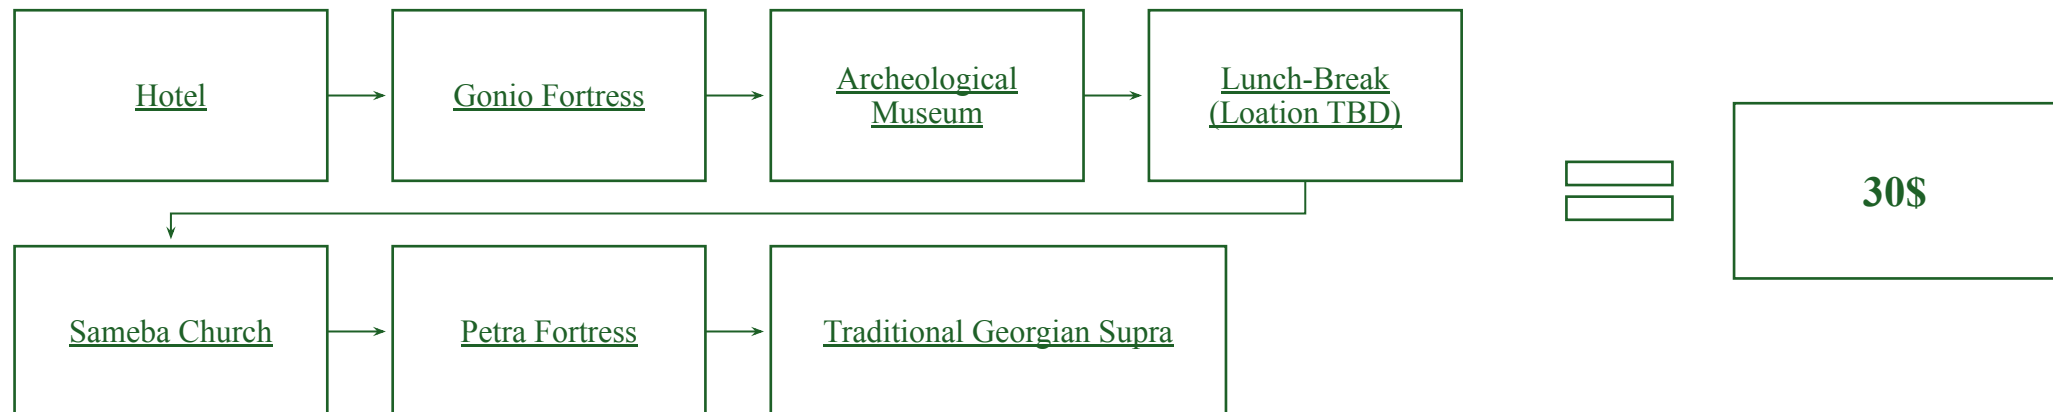 Hotel
Gonio Fortress
Archeological
Museum
Lunch-Break
(Loation TBD)
Sameba Church
Petra Fortress
Traditional Georgian Supra
30$